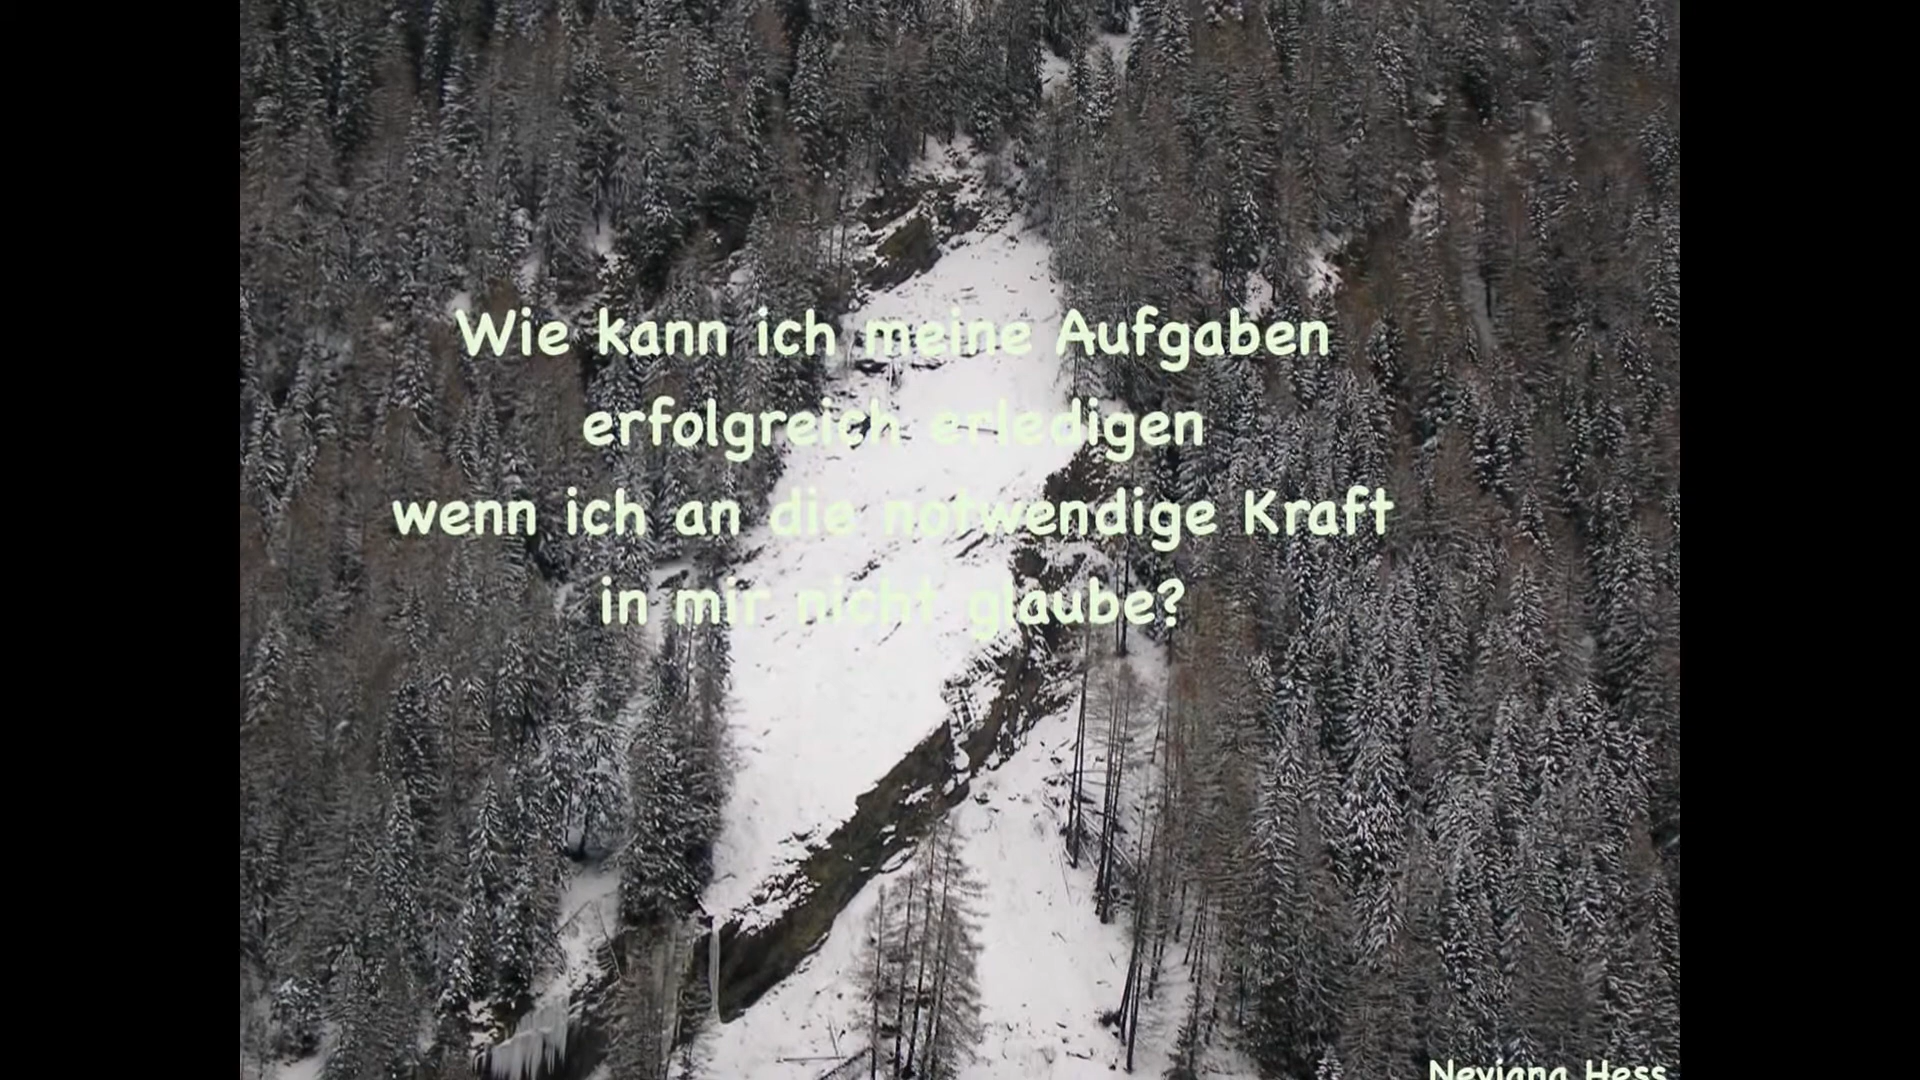 Wie kann ich meine Aufgaben
erfolgreich erledigen
wenn ich an die notwendige Kraft
in mir nicht glaube?
Neviana Hess